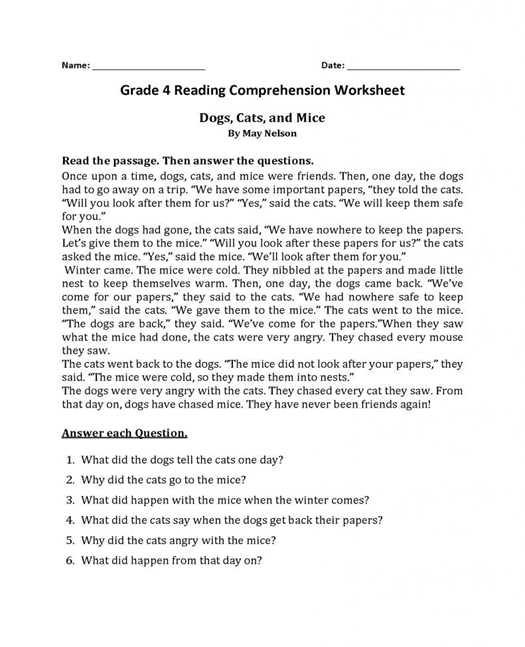 Name: ______________________ Date: ______________________
Grade 4 Reading Comprehension Worksheet
Dogs, Cats, and Mice
By May Nelson
Read the passage. Then answer the questions.
Once upon a time, dogs, cats, and mice were friends. Then, one day, the dogs
had to go away on a trip. “We have some important papers, “they told the cats.
“Will you look after them for us?” “Yes,” said the cats. “We will keep them safe
for you.”
When the dogs had gone, the cats said, “We have nowhere to keep the papers.
Let’s give them to the mice.” “Will you look after these papers for us?” the cats
asked the mice. “Yes,” said the mice. “We’ll look after them for you.”
Winter came. The mice were cold. They nibbled at the papers and made little
nest to keep themselves warm. Then, one day, the dogs came back. “We’ve
come for our papers,” they said to the cats. “We had nowhere safe to keep
them,” said the cats. “We gave them to the mice.” The cats went to the mice.
“The dogs are back,” they said. “We’ve come for the papers.”When they saw
what the mice had done, the cats were very angry. They chased every mouse
they saw.
The cats went back to the dogs. “The mice did not look after your papers,” they
said. “The mice were cold, so they made them into nests.”
The dogs were very angry with the cats. They chased every cat they saw. From
that day on, dogs have chased mice. They have never been friends again!
Answer each Question.
1. What did the dogs tell the cats one day?
2. Why did the cats go to the mice?
3. What did happen with the mice when the winter comes?
4. What did the cats say when the dogs get back their papers?
5. Why did the cats angry with the mice?
6. What did happen from that day on?